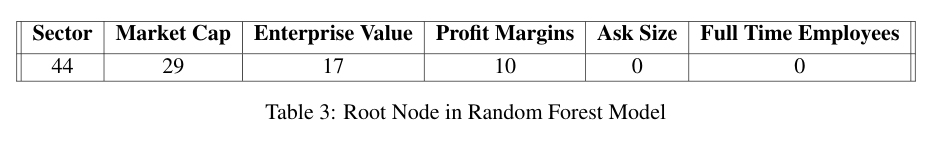 Sector Market Cap Enterprise Value Profit Margins Ask Size Full Time Employees
44 29 17 10 0 0
Table 3: Root Node in Random Forest Model